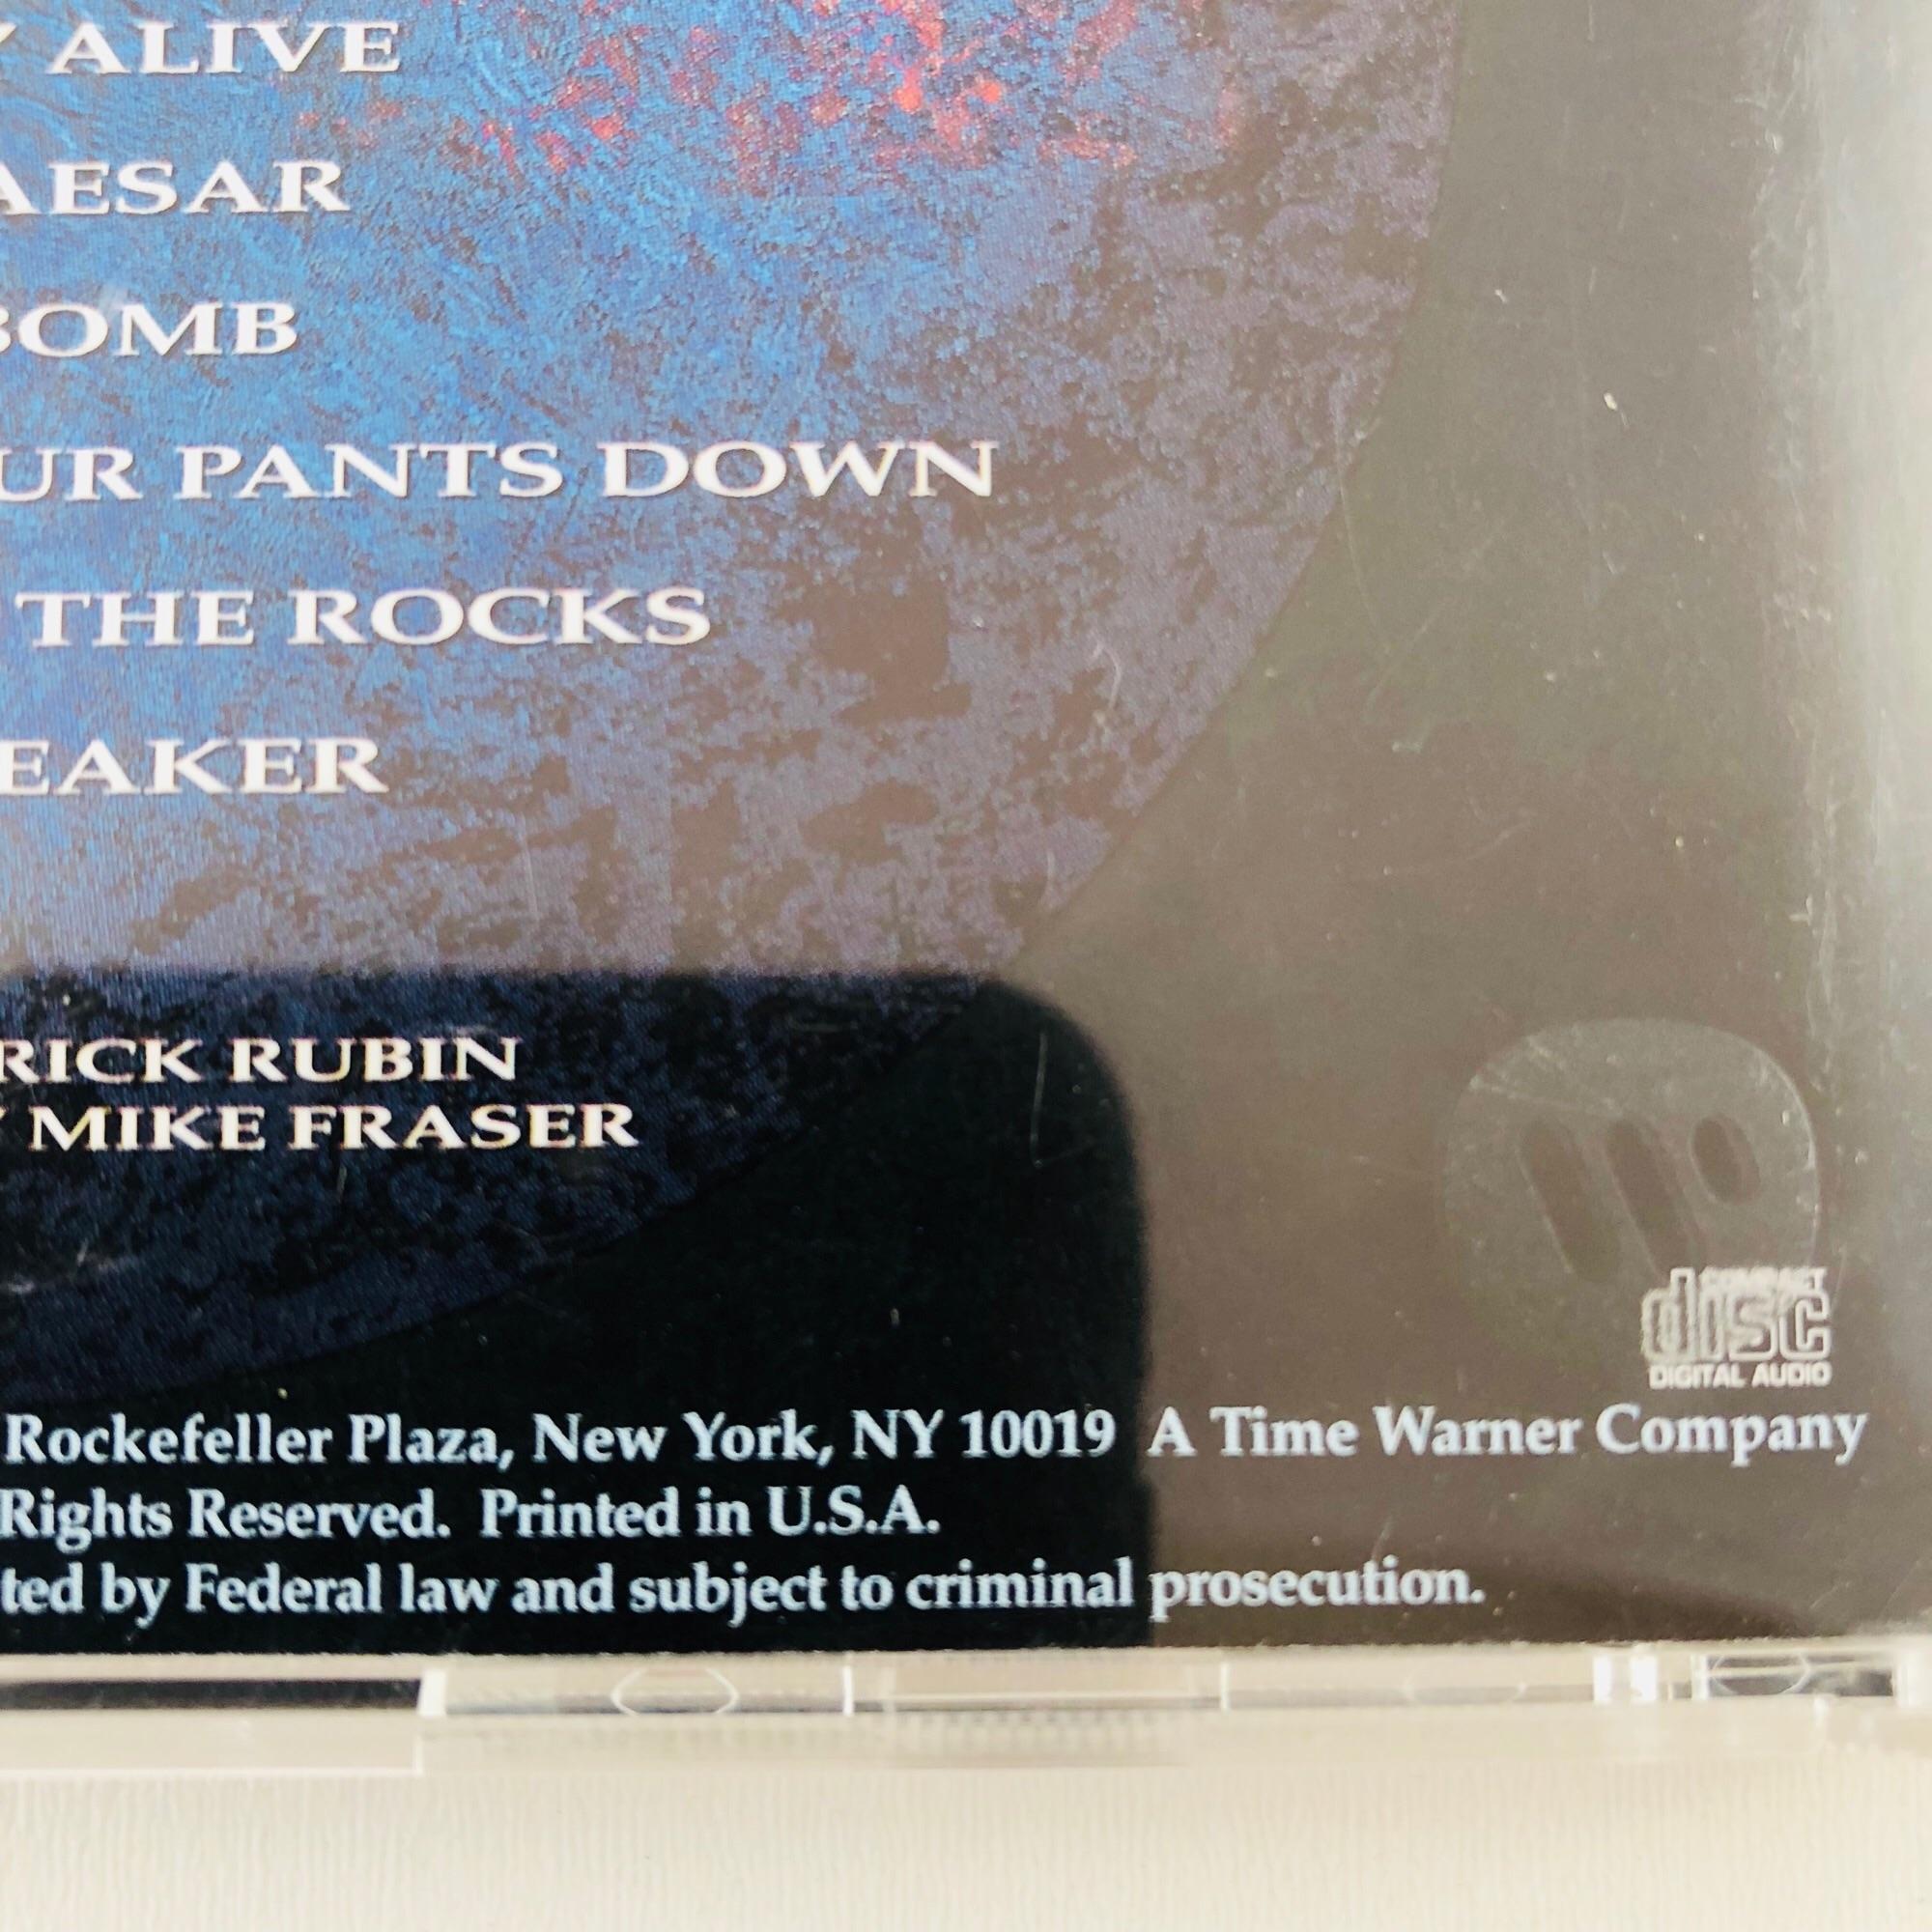 Y ALIVE
AESAR
BOMB
UR PANTS DOWN
THE ROCKS
EAKER
RICK RUBIN
Y MIKE FRASER
COMPACT
disc
DIGITAL AUDIO
Rockefeller Plaza, New York, NY 10019 A Time Warner Company
Rights Reserved. Printed in U.S.A.
ted by Federal law and subject to criminal prosecution.